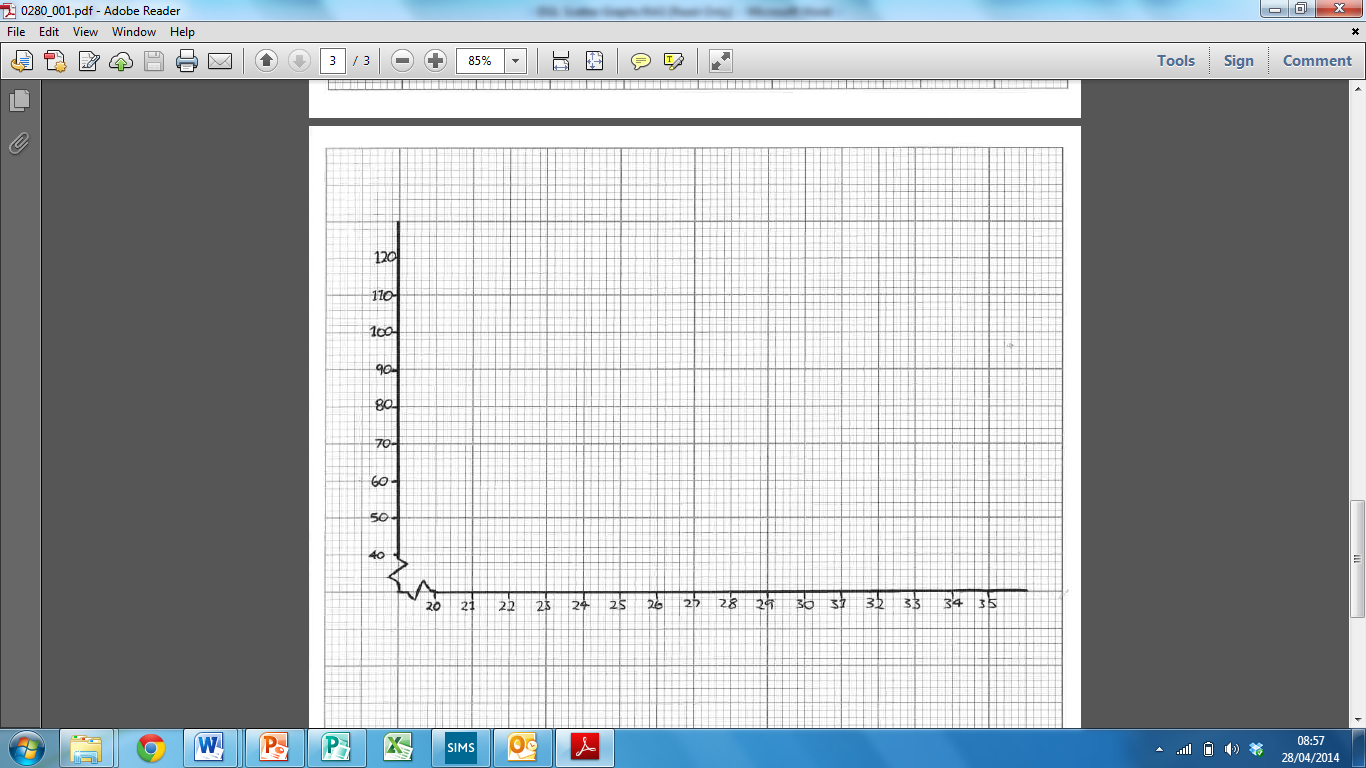 0280_001.pdf - Adobe Reader
File Edit View Window Help
3 / 3 85% Tools Sign Comment
120
110
100
90
80
70
60
50
40
20 21 22 23 24 25 26 27 28 29 30 31 32 33 34 35
SIMS
08:57
28/04/2014